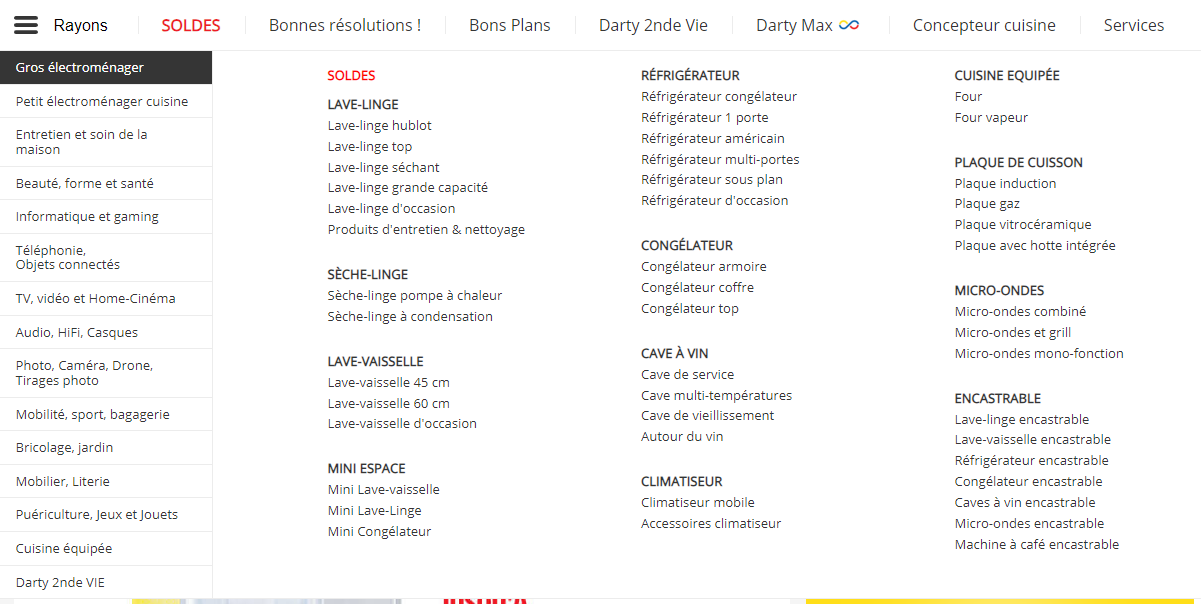 Rayons
SOLDES
Bonnes résolutions !
Bons Plans
Darty 2nde Vie
Darty Max
Concepteur cuisine
Services
Gros électroménager
Petit électroménager cuisine
Entretien et soin de la
maison
Beauté, forme et santé
Informatique et gaming
Téléphonie,
Objets connectés
TV, vidéo et Home-Cinéma
Audio, HiFi, Casques
Photo, Caméra, Drone,
Tirages photo
Mobilité, sport, bagagerie
Bricolage, jardin
Mobilier, Literie
Puériculture, Jeux et Jouets
Cuisine équipée
Darty 2nde VIE
SOLDES
LAVE-LINGE
Lave-linge hublot
Lave-linge top
Lave-linge séchant
Lave-linge grande capacité
Lave-linge d'occasion
Produits d'entretien & nettoyage
SÈCHE-LINGE
Sèche-linge pompe à chaleur
Sèche-linge à condensation
LAVE-VAISSELLE
Lave-vaisselle 45 cm
Lave-vaisselle 60 cm
Lave-vaisselle d'occasion
MINI ESPACE
Mini Lave-vaisselle
Mini Lave-Linge
Mini Congélateur
RÉFRIGÉRATEUR
Réfrigérateur congélateur
Réfrigérateur 1 porte
Réfrigérateur américain
Réfrigérateur multi-portes
Réfrigérateur sous plan
Réfrigérateur d'occasion
CONGÉLATEUR
Congélateur armoire
Congélateur coffre
Congélateur top
CAVE À VIN
Cave de service
Cave multi-températures
Cave de vieillissement
Autour du vin
CLIMATISEUR
Climatiseur mobile
Accessoires climatiseur
CUISINE EQUIPÉE
Four
Four vapeur
PLAQUE DE CUISSON
Plaque induction
Plaque gaz
Plaque vitrocéramique
Plaque avec hotte intégrée
MICRO-ONDES
Micro-ondes combiné
Micro-ondes et grill
Micro-ondes mono-fonction
ENCASTRABLE
Lave-linge encastrable
Lave-vaisselle encastrable
Réfrigérateur encastrable
Congélateur encastrable
Caves à vin encastrable
Micro-ondes encastrable
Machine à café encastrable